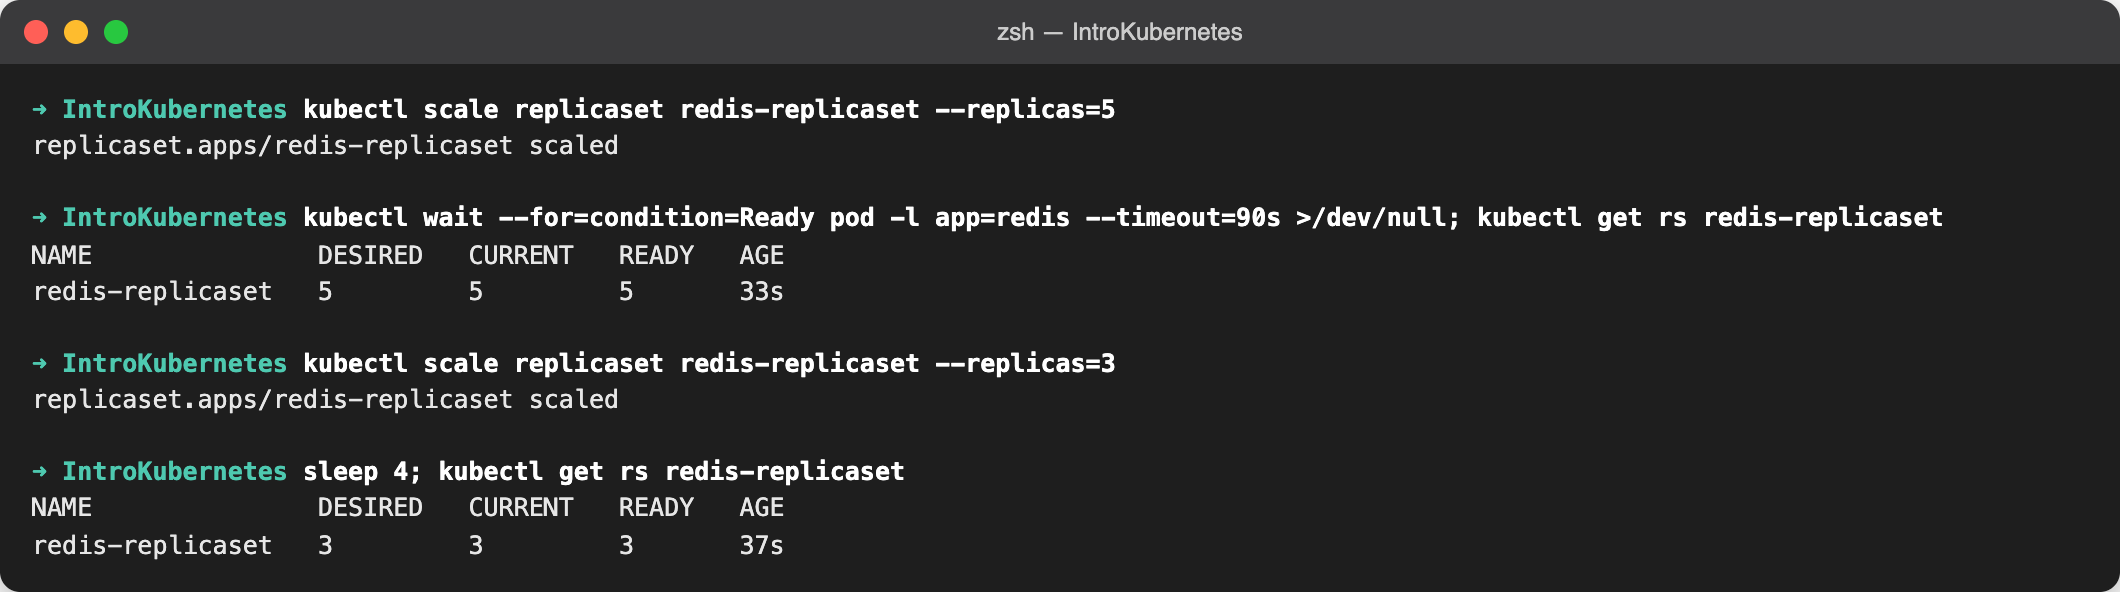 zsh — IntroKubernetes
➜ IntroKubernetes kubectl scale replicaset redis-replicaset --replicas=5
replicaset.apps/redis-replicaset scaled
➜ IntroKubernetes kubectl wait --for=condition=Ready pod -l app=redis --timeout=90s >/dev/null; kubectl get rs redis-replicaset
NAME               DESIRED   CURRENT   READY   AGE
redis-replicaset   5         5         5       33s
➜ IntroKubernetes kubectl scale replicaset redis-replicaset --replicas=3
replicaset.apps/redis-replicaset scaled
➜ IntroKubernetes sleep 4; kubectl get rs redis-replicaset
NAME               DESIRED   CURRENT   READY   AGE
redis-replicaset   3         3         3       37s